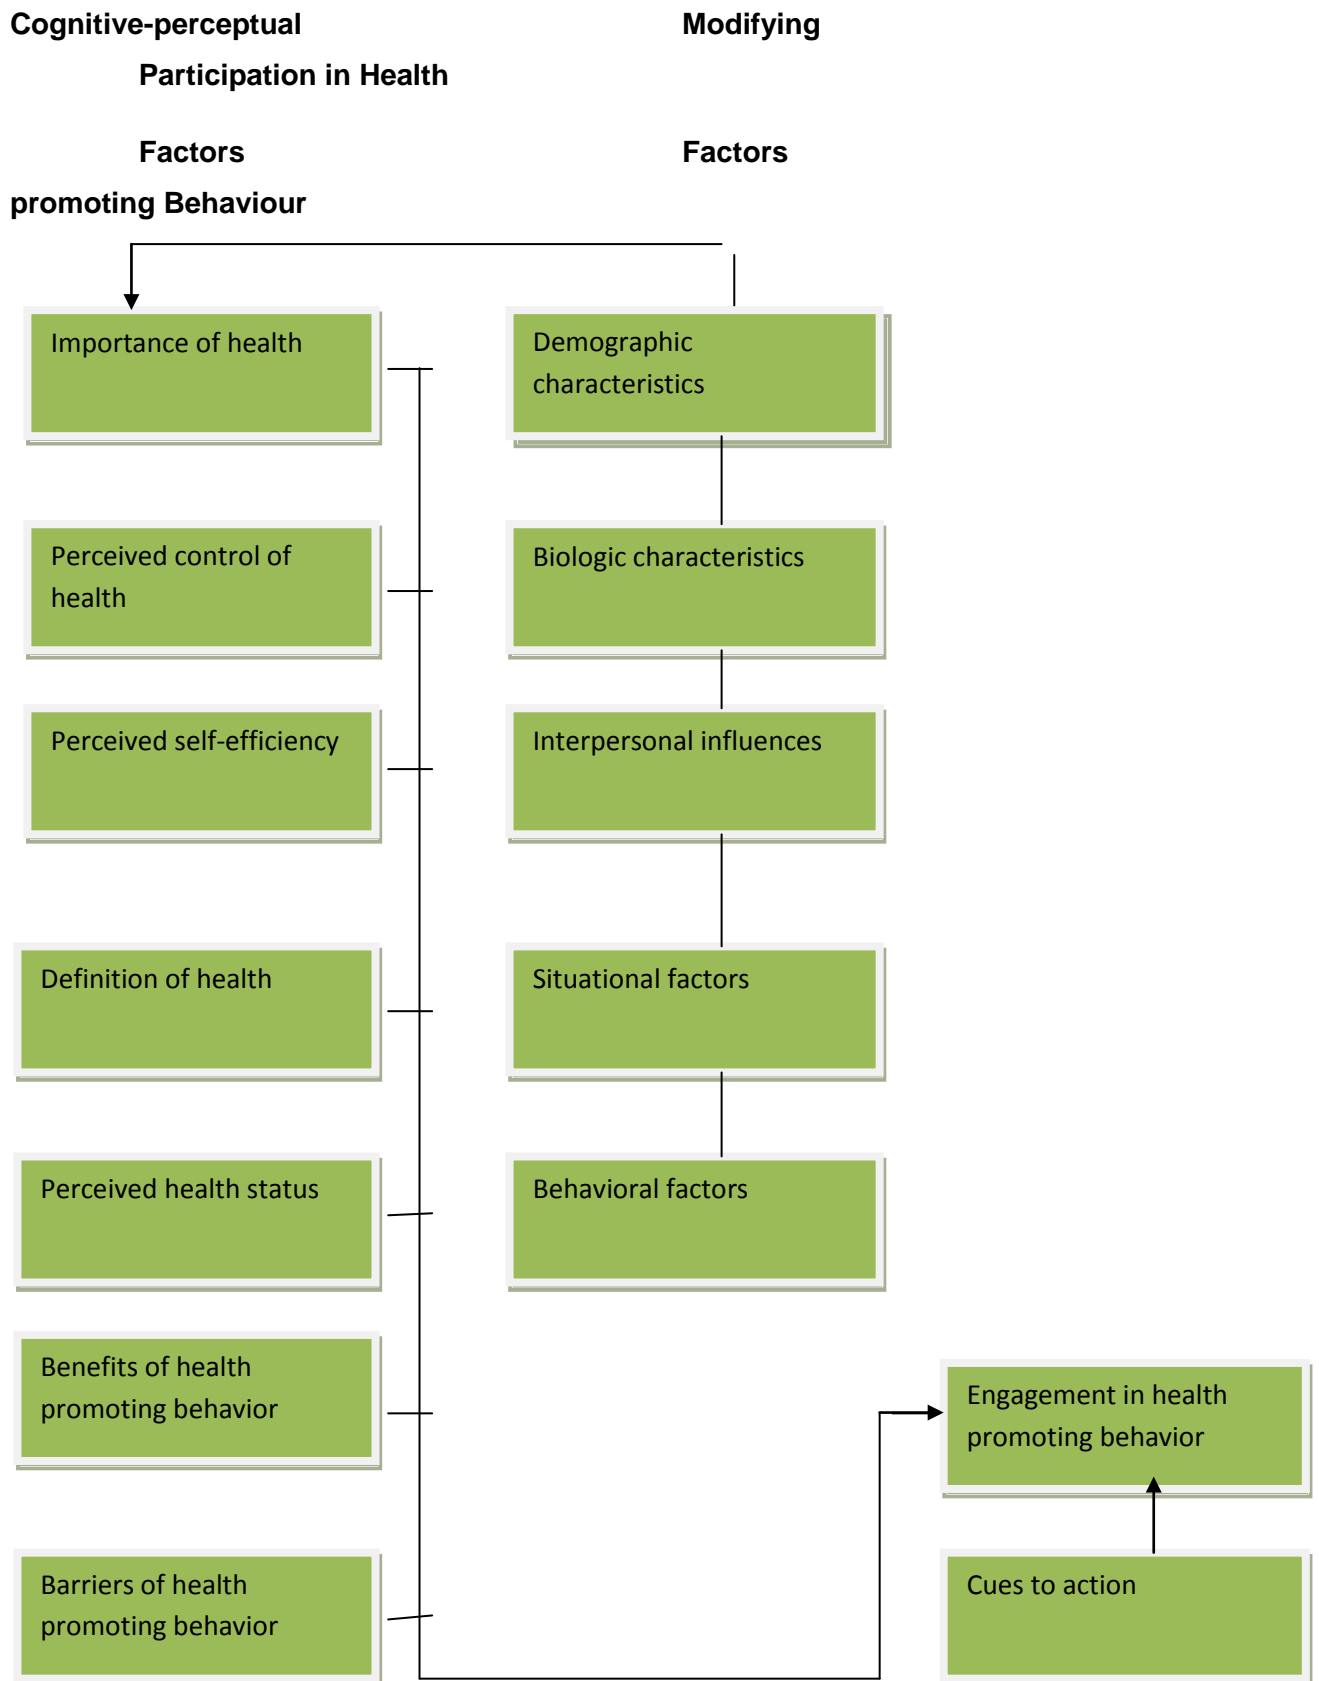 Cognitive-perceptual Modifying
Participation in Health
Factors Factors
promoting Behaviour
Importance of health
Demographic
characteristics
Perceived control of
health
Biologic characteristics
Perceived self-efficiency
Interpersonal influences
Definition of health
Situational factors
Perceived health status
Behavioral factors
Benefits of health
promoting behavior
Engagement in health
promoting behavior
Barriers of health
promoting behavior
Cues to action